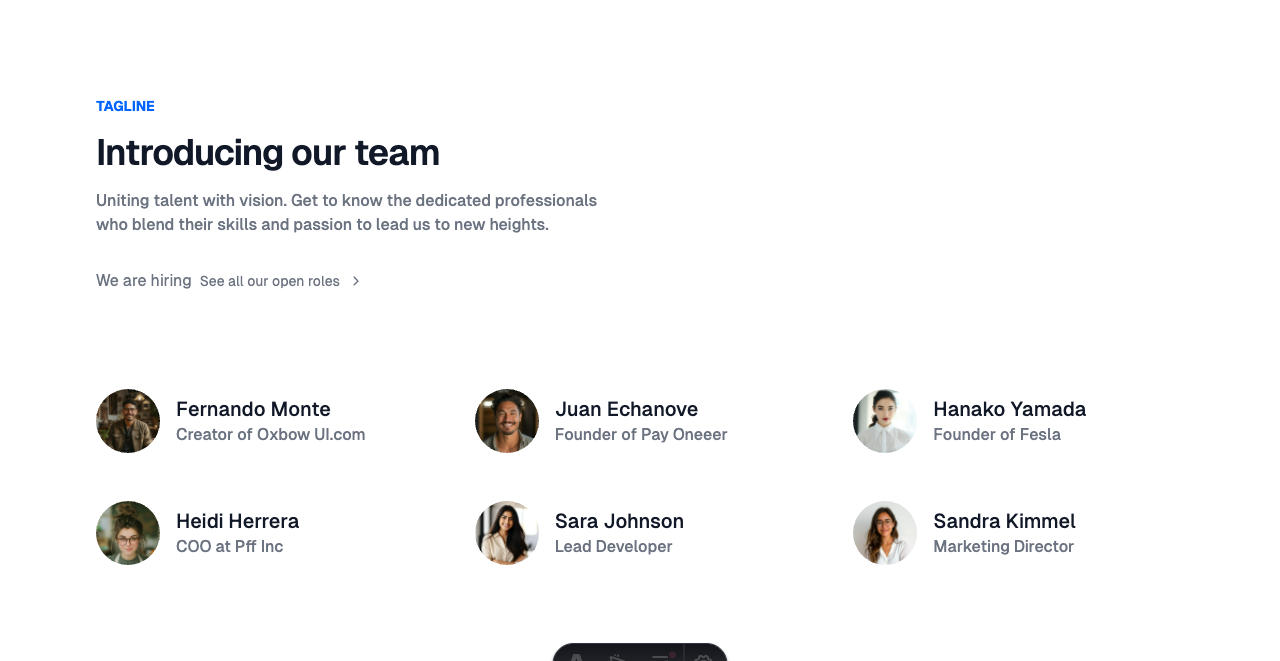 TAGLINE
Introducing our team
Uniting talent with vision. Get to know the dedicated professionals
who blend their skills and passion to lead us to new heights.
We are hiring See all our open roles
Fernando Monte
Creator of Oxbow UI.com
Juan Echanove
Founder of Pay Oneeer
Hanako Yamada
Founder of Fesla
Heidi Herrera
COO at Pff Inc
Sara Johnson
Lead Developer
Sandra Kimmel
Marketing Director